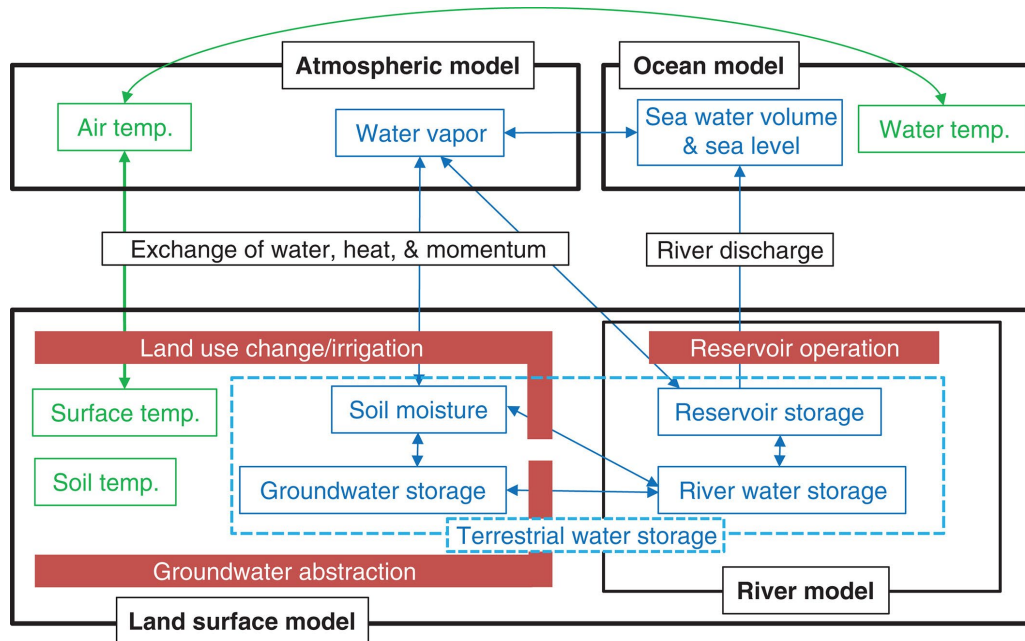 Atmospheric model
Ocean model
Air temp.
Water vapor
Sea water volume
& sea level
Water temp.
Exchange of water, heat, & momentum
River discharge
Land use change/irrigation
Reservoir operation
Surface temp.
Soil moisture
Reservoir storage
Soil temp.
Groundwater storage
River water storage
Terrestrial water storage
Groundwater abstraction
River model
Land surface model